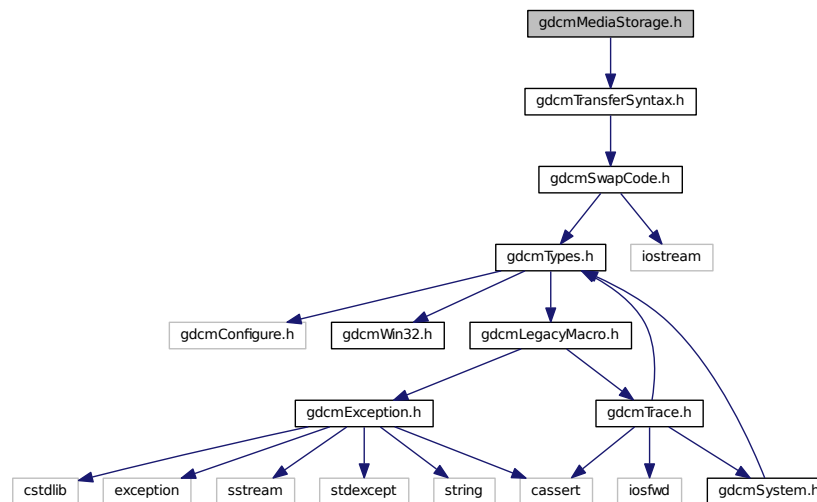 gdcmMediaStorage.h
gdcmTransferSyntax.h
gdcmSwapCode.h
gdcmTypes.h
iostream
gdcmConfigure.h
gdcmWin32.h
gdcmLegacyMacro.h
gdcmException.h
gdcmTrace.h
cstdlib
exception
sstream
stdexcept
string
cassert
iosfwd
gdcmSystem.h